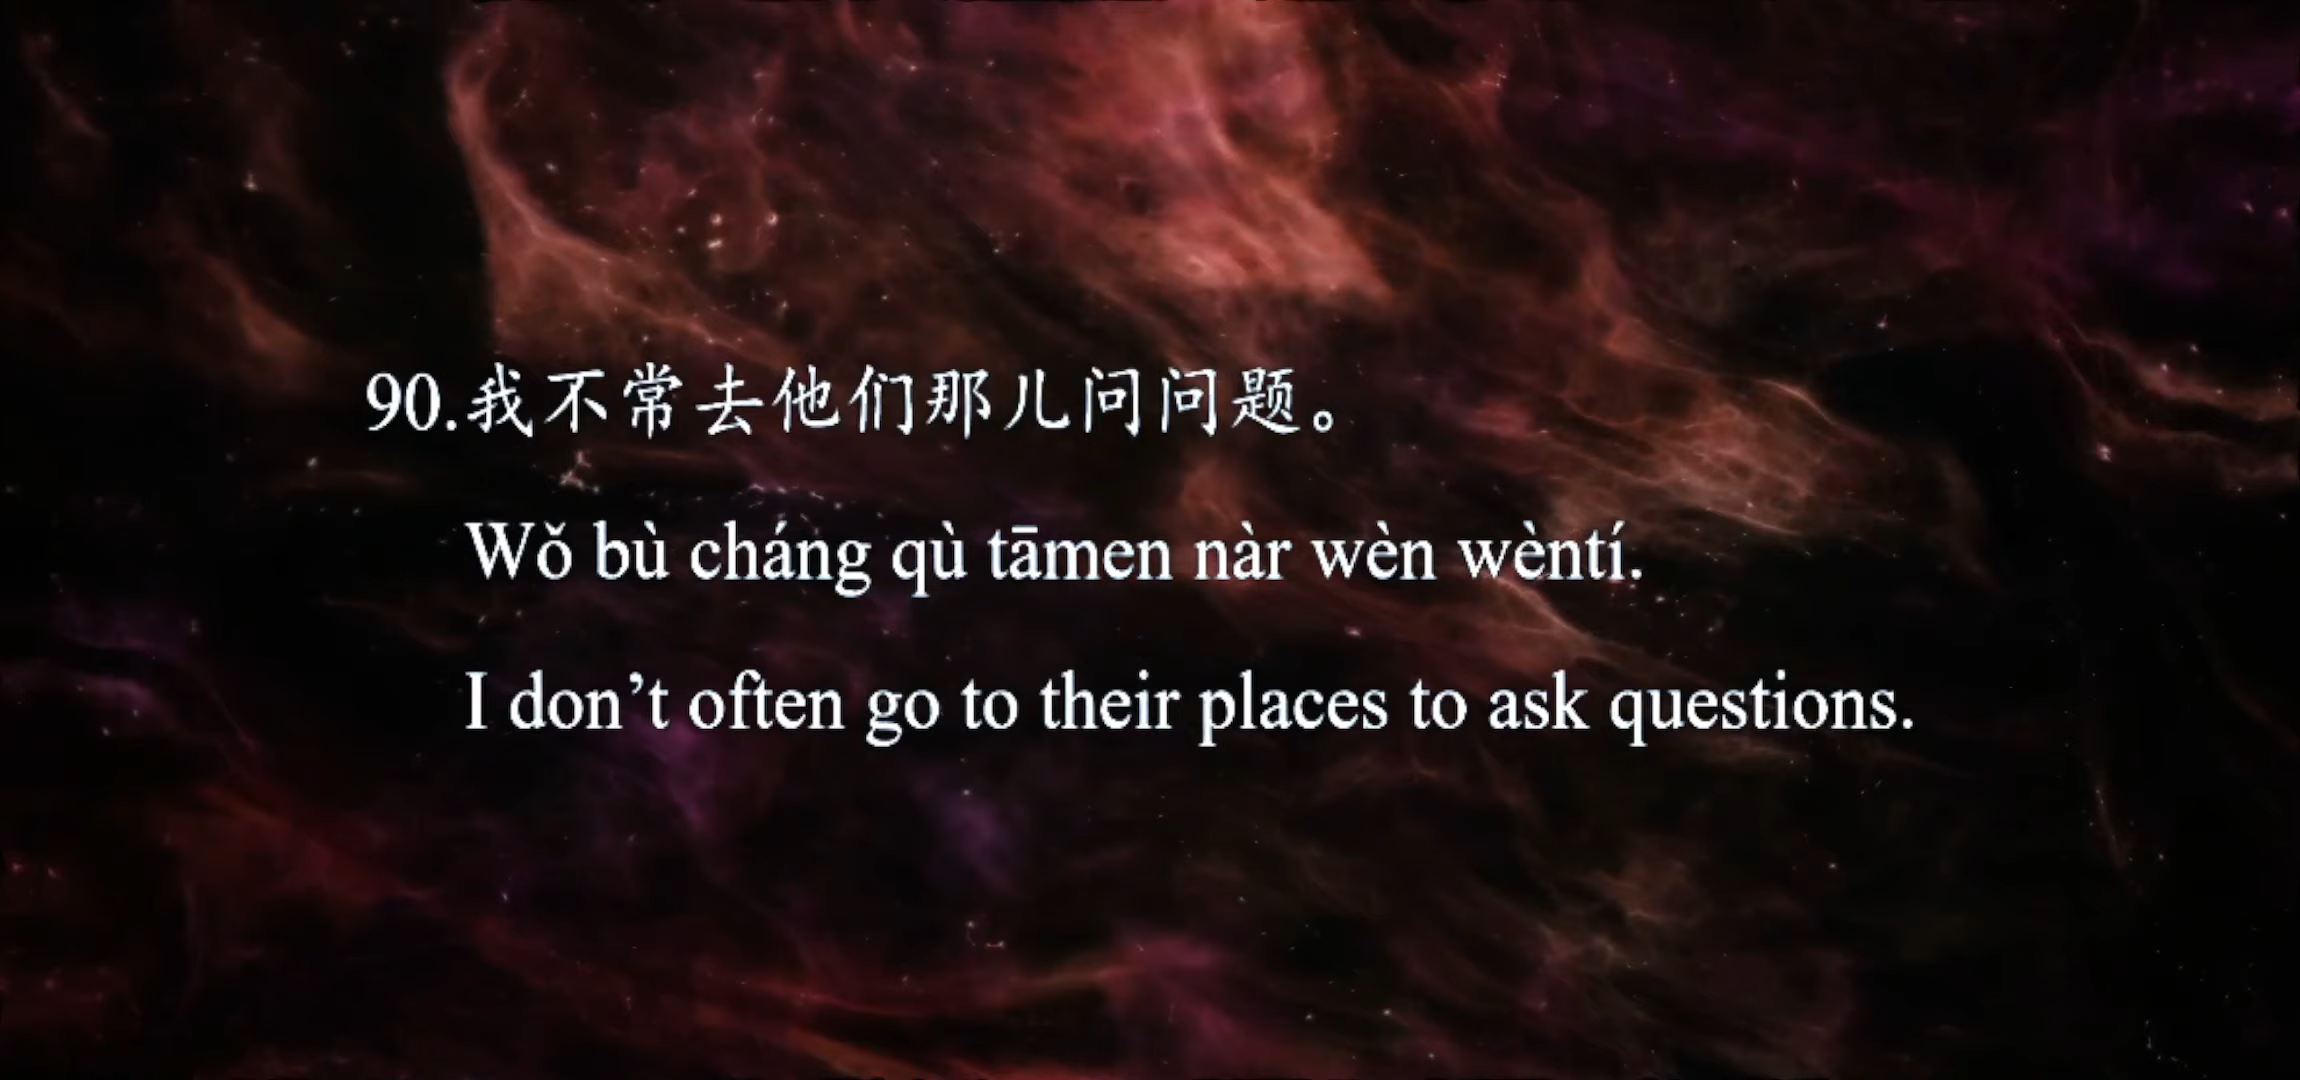 90.我不常去他们那儿问问题。
Wǒ bù cháng qù tāmen nàr wèn wèntí.
I don’t often go to their places to ask questions.